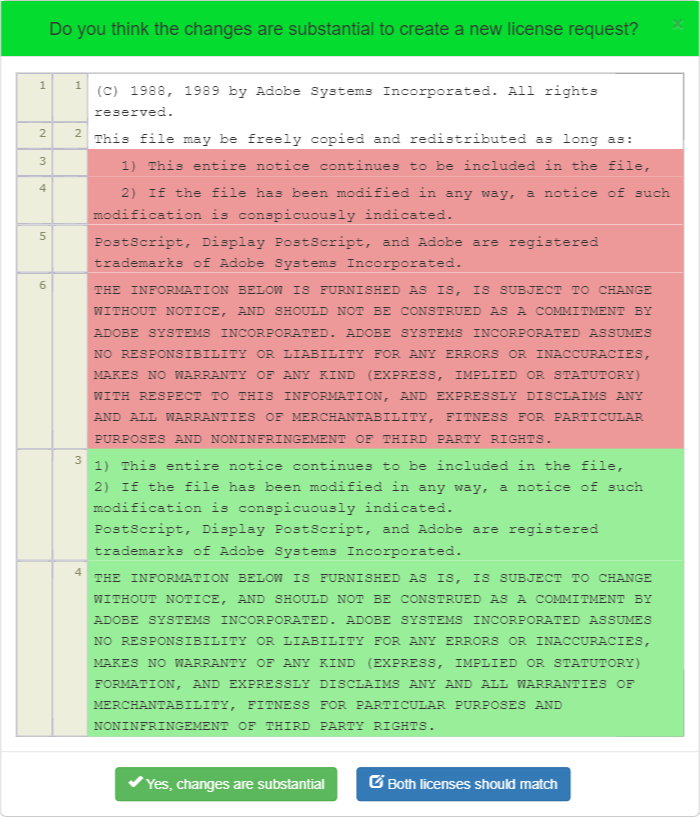 Do you think the changes are substantial to create a new license request? ×
1 1 (C) 1988, 1989 by Adobe Systems Incorporated. All rights
reserved.
2 2 This file may be freely copied and redistributed as long as:
3 1) This entire notice continues to be included in the file,
4 2) If the file has been modified in any way, a notice of such
modification is conspicuously indicated.
5 PostScript, Display PostScript, and Adobe are registered
trademarks of Adobe Systems Incorporated.
6 THE INFORMATION BELOW IS FURNISHED AS IS, IS SUBJECT TO CHANGE
WITHOUT NOTICE, AND SHOULD NOT BE CONSTRUED AS A COMMITMENT BY
ADOBE SYSTEMS INCORPORATED. ADOBE SYSTEMS INCORPORATED ASSUMES
NO RESPONSIBILITY OR LIABILITY FOR ANY ERRORS OR INACCURACIES,
MAKES NO WARRANTY OF ANY KIND (EXPRESS, IMPLIED OR STATUTORY)
WITH RESPECT TO THIS INFORMATION, AND EXPRESSLY DISCLAIMS ANY
AND ALL WARRANTIES OF MERCHANTABILITY, FITNESS FOR PARTICULAR
PURPOSES AND NONINFRINGEMENT OF THIRD PARTY RIGHTS.
3 1) This entire notice continues to be included in the file,
2) If the file has been modified in any way, a notice of such
modification is conspicuously indicated.
PostScript, Display PostScript, and Adobe are registered
trademarks of Adobe Systems Incorporated.
4 THE INFORMATION BELOW IS FURNISHED AS IS, IS SUBJECT TO CHANGE
WITHOUT NOTICE, AND SHOULD NOT BE CONSTRUED AS A COMMITMENT BY
ADOBE SYSTEMS INCORPORATED. ADOBE SYSTEMS INCORPORATED ASSUMES
NO RESPONSIBILITY OR LIABILITY FOR ANY ERRORS OR INACCURACIES,
MAKES NO WARRANTY OF ANY KIND (EXPRESS, IMPLIED OR STATUTORY)
FORMATION, AND EXPRESSLY DISCLAIMS ANY AND ALL WARRANTIES OF
MERCHANTABILITY, FITNESS FOR PARTICULAR PURPOSES AND
NONINFRINGEMENT OF THIRD PARTY RIGHTS.
Yes, changes are substantial Both licenses should match